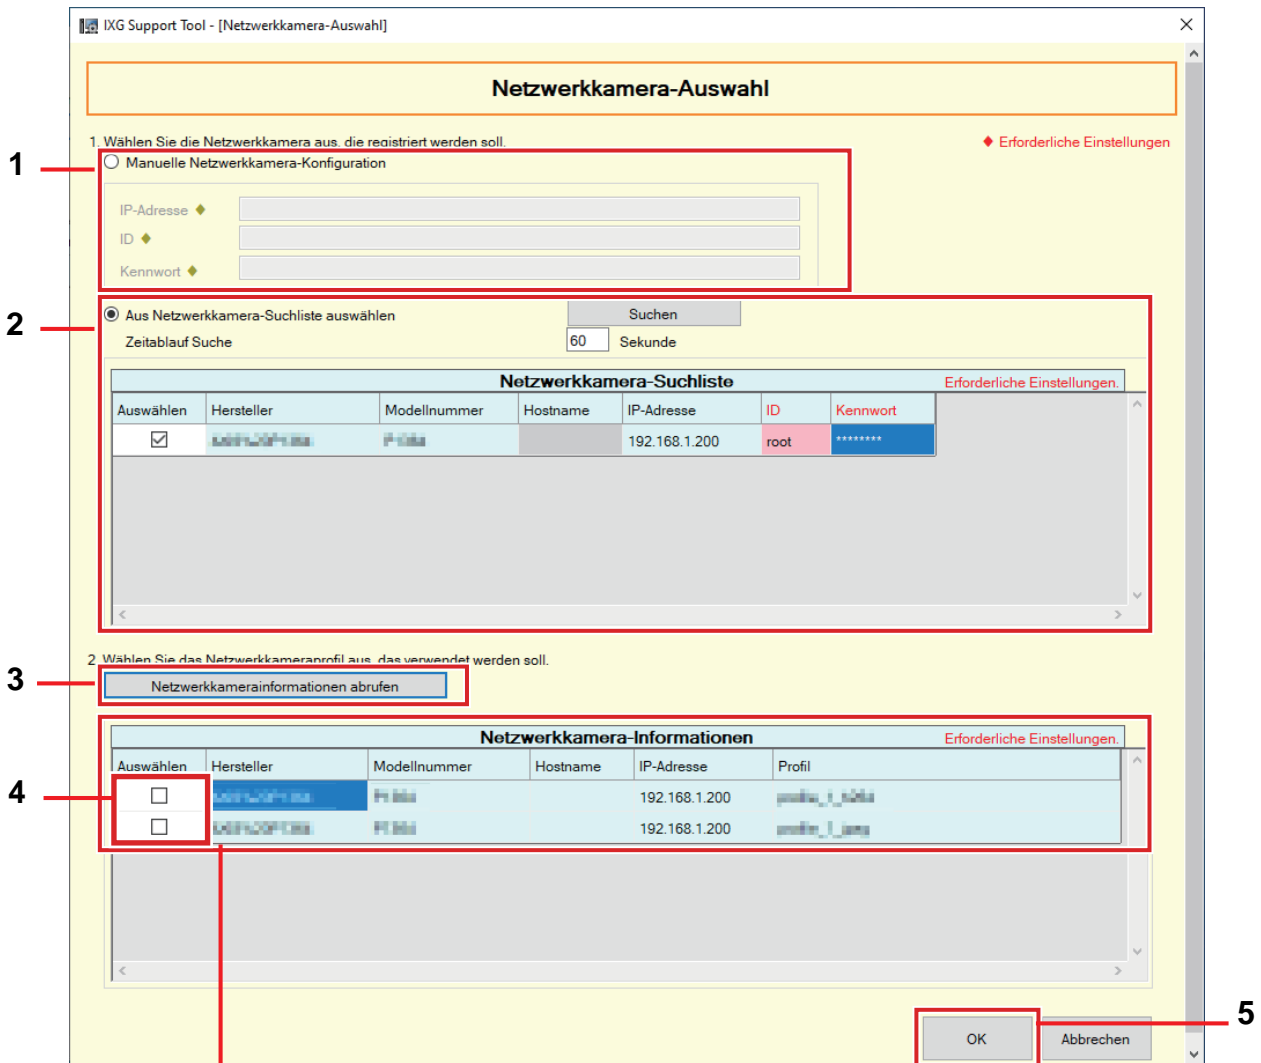 IXG Support Tool - [Netzwerkkamera-Auswahl]
Netzwerkkamera-Auswahl
1. Wählen Sie die Netzwerkkamera aus, die registriert werden soll.
Erforderliche Einstellungen
1
Manuelle Netzwerkkamera-Konfiguration
IP-Adresse
ID
Kennwort
2
Aus Netzwerkkamera-Suchliste auswählen
Suchen
Zeitablauf Suche
60 Sekunde
Netzwerkkamera-Suchliste
Erforderliche Einstellungen.
Auswählen Hersteller Modellnummer Hostname IP-Adresse ID Kennwort
192.168.1.200 root ********
2. Wählen Sie das Netzwerkkameraprofil aus, das verwendet werden soll.
3
Netzwerkkamerainformationen abrufen
Netzwerkkamera-Informationen
Erforderliche Einstellungen.
Auswählen Hersteller Modellnummer Hostname IP-Adresse Profil
4
192.168.1.200
192.168.1.200
5
OK
Abbrechen